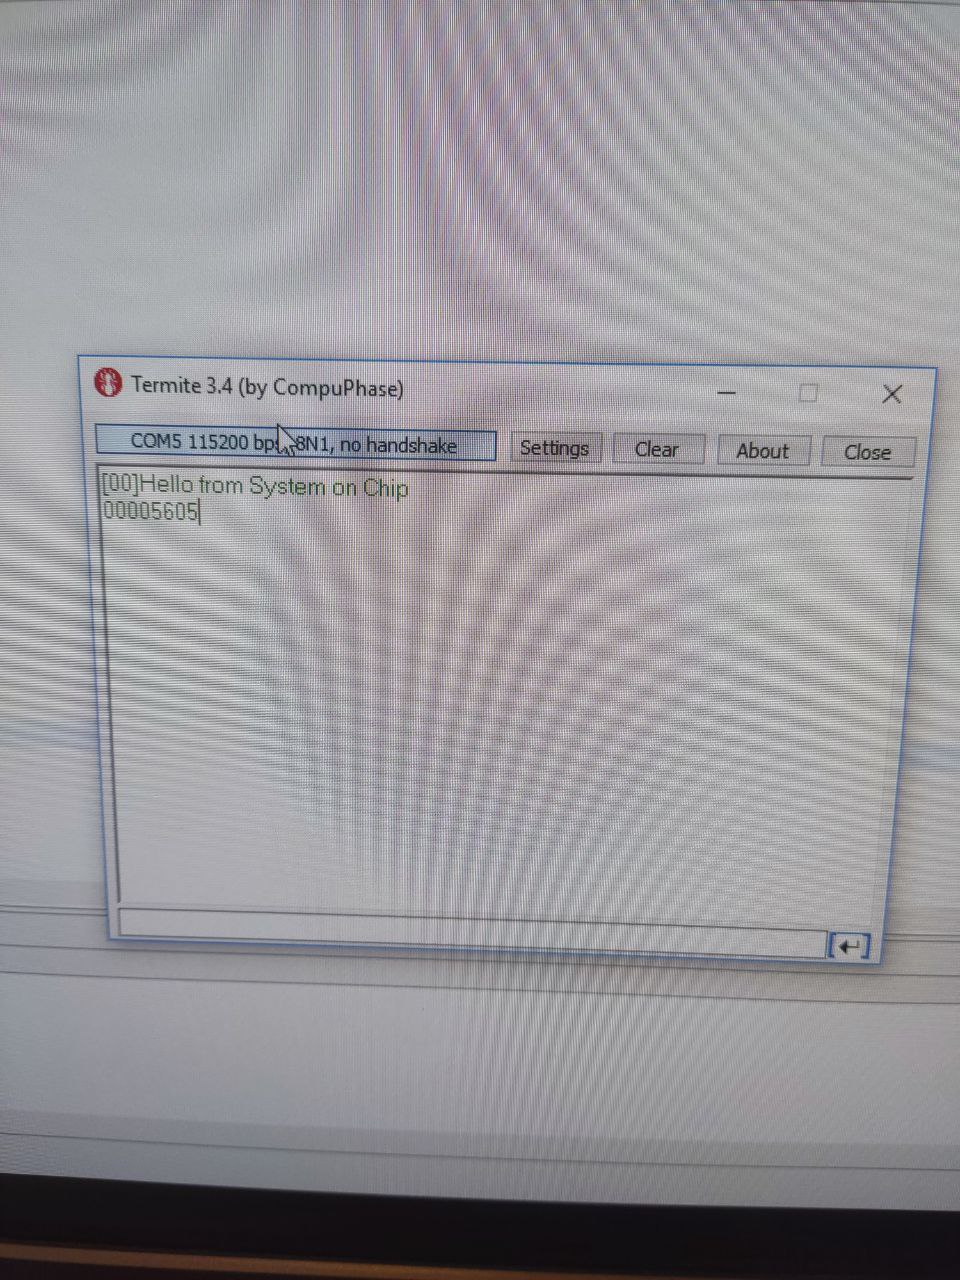 Termite 3.4 (by CompuPhase)
COM5 115200 bps, 8N1, no handshake
Settings
Clear
About
Close
[00]Hello from System on Chip
00005605